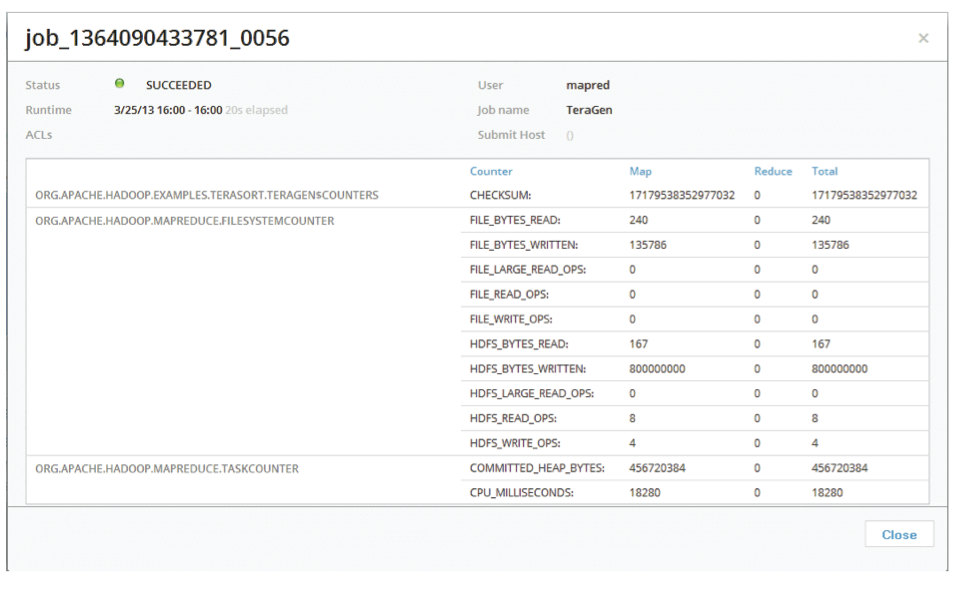 job_1364090433781_0056 ×
Status SUCCEEDED User mapred
Runtime 3/25/13 16:00 - 16:00 20s elapsed Job name TeraGen
ACLs Submit Host ()
Counter Map Reduce Total
ORG.APACHE.HADOOP.EXAMPLES.TERASORT.TERAGEN$COUNTERS CHECKSUM: 17179538352977032 0 17179538352977032
ORG.APACHE.HADOOP.MAPREDUCE.FILESYSTEMCOUNTER FILE_BYTES_READ: 240 0 240
FILE_BYTES_WRITTEN: 135786 0 135786
FILE_LARGE_READ_OPS: 0 0 0
FILE_READ_OPS: 0 0 0
FILE_WRITE_OPS: 0 0 0
HDFS_BYTES_READ: 167 0 167
HDFS_BYTES_WRITTEN: 800000000 0 800000000
HDFS_LARGE_READ_OPS: 0 0 0
HDFS_READ_OPS: 8 0 8
HDFS_WRITE_OPS: 4 0 4
ORG.APACHE.HADOOP.MAPREDUCE.TASKCOUNTER COMMITTED_HEAP_BYTES: 456720384 0 456720384
CPU_MILLISECONDS: 18280 0 18280
Close